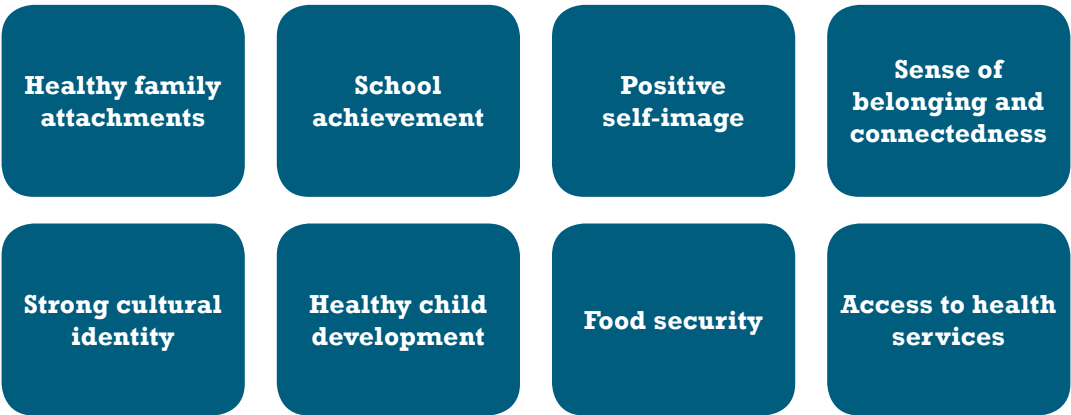 Healthy family
attachments
School
achievement
Positive
self-image
Sense of
belonging and
connectedness
Strong cultural
identity
Healthy child
development
Food security
Access to health
services